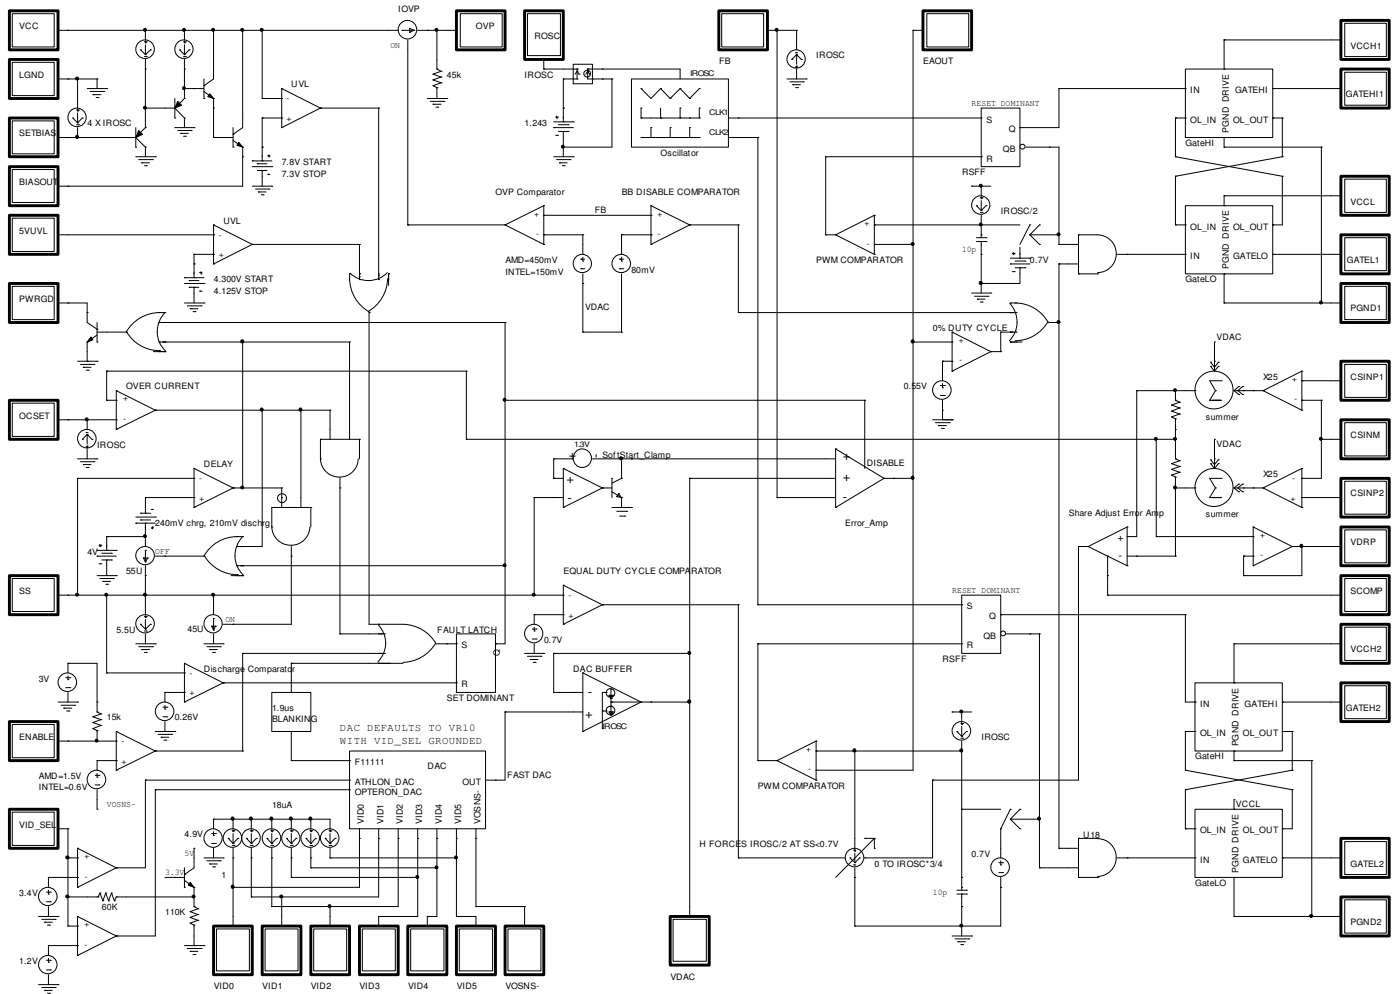 VCC
IOVP
OVP
ON
ROSC
FB
IROSC
EAOUT
VCCH1
LGND
45k
UVL
IROSC
IROSC
CLK1
CLK2
Oscillator
1.243
RESET DOMINANT
S
Q
QB
R
RSFF
IN
PGND DRIVE
GATEHI
OL_IN
OL_OUT
GateHI
GATEHI1
4 X IROSC
SETBIAS
BIASOUT
7.8V START
7.3V STOP
OVP Comparator
BB DISABLE COMPARATOR
FB
VCCL
5VUVL
UVL
IROSC/2
10p
0.7V
PWM COMPARATOR
OL_IN
OL_OUT
PGND DRIVE
IN
GATELO
GateLO
GATEL1
4.300V START
4.125V STOP
AMD=450mV
INTEL=150mV
80mV
VDAC
PWRGD
PGND1
0% DUTY CYCLE
0.55V
VDAC
OVER CURRENT
OCSET
IROSC
X25
Σ
summer
CSINP1
CSINM
VDAC
DELAY
1.3V
SoftStart_Clamp
DISABLE
Error_Amp
X25
Σ
summer
CSINP2
240mV chrg, 210mV dischrg
Share Adjust Error Amp
VDRP
4V
OFF
55U
SS
EQUAL DUTY CYCLE COMPARATOR
SCOMP
RESET DOMINANT
S
Q
QB
R
RSFF
5.5U
45U
ON
0.7V
FAULT LATCH
S
R
SET DOMINANT
VCCH2
Discharge Comparator
3V
0.26V
DAC BUFFER
IROSC
IN
PGND DRIVE
GATEHI
OL_IN
OL_OUT
GateHI
GATEH2
15k
1.9us
BLANKING
ENABLE
DAC DEFAULTS TO VR10
WITH VID_SEL GROUNDED
IROSC
F11111
DAC
ATHLON_DAC
OPTERON_DAC
OUT
FAST DAC
VID0
VID1
VID2
VID3
VID4
VID5
VOSNS-
AMD=1.5V
INTEL=0.6V
VOSNS-
PWM COMPARATOR
18uA
VID_SEL
4.9V
5V
3.3V
1
[VCCL
OL_IN
OL_OUT
PGND DRIVE
IN
GATELO
GateLO
H FORCES IROSC/2 AT SS<0.7V
0 TO IROSC*3/4
0.7V
U18
GATEL2
3.4V
60K
110K
10p
PGND2
1.2V
VID0
VID1
VID2
VID3
VID4
VID5
VOSNS-
VDAC